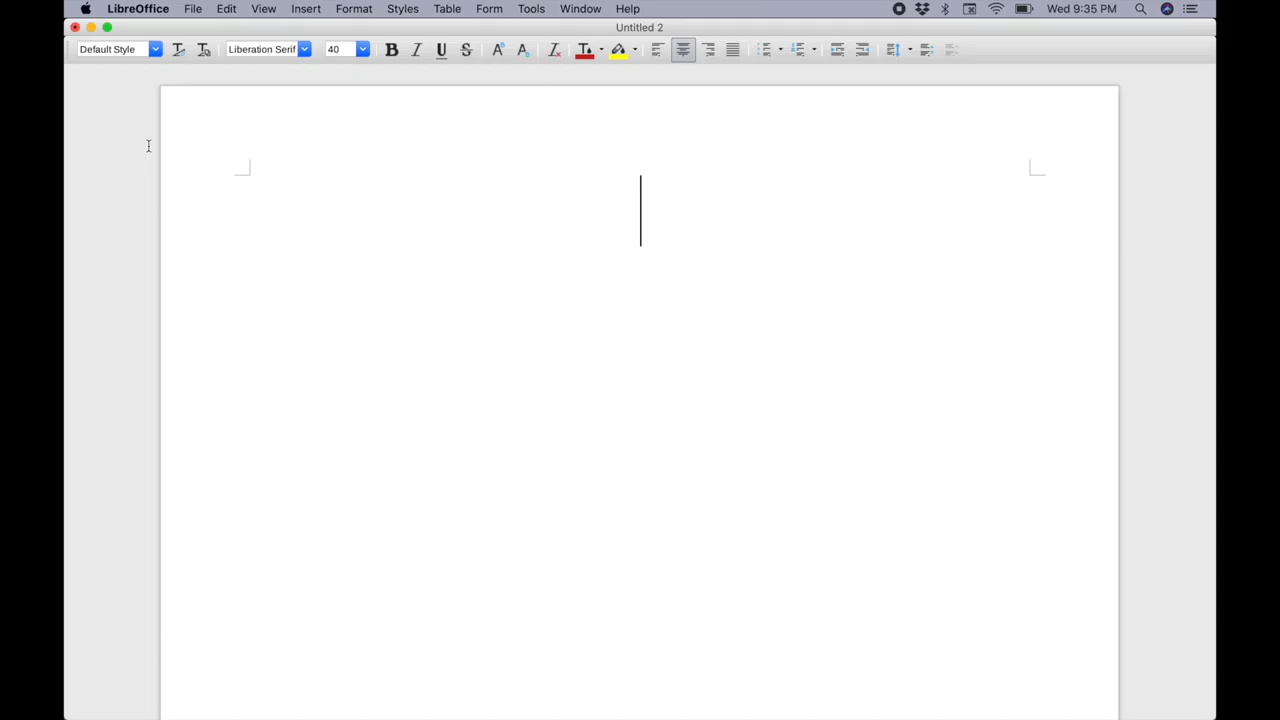 LibreOffice File Edit View Insert Format Styles Table Form Tools Window Help Wed 9:35 PM
Untitled 2
Default Style Liberation Serif 40 B I U S